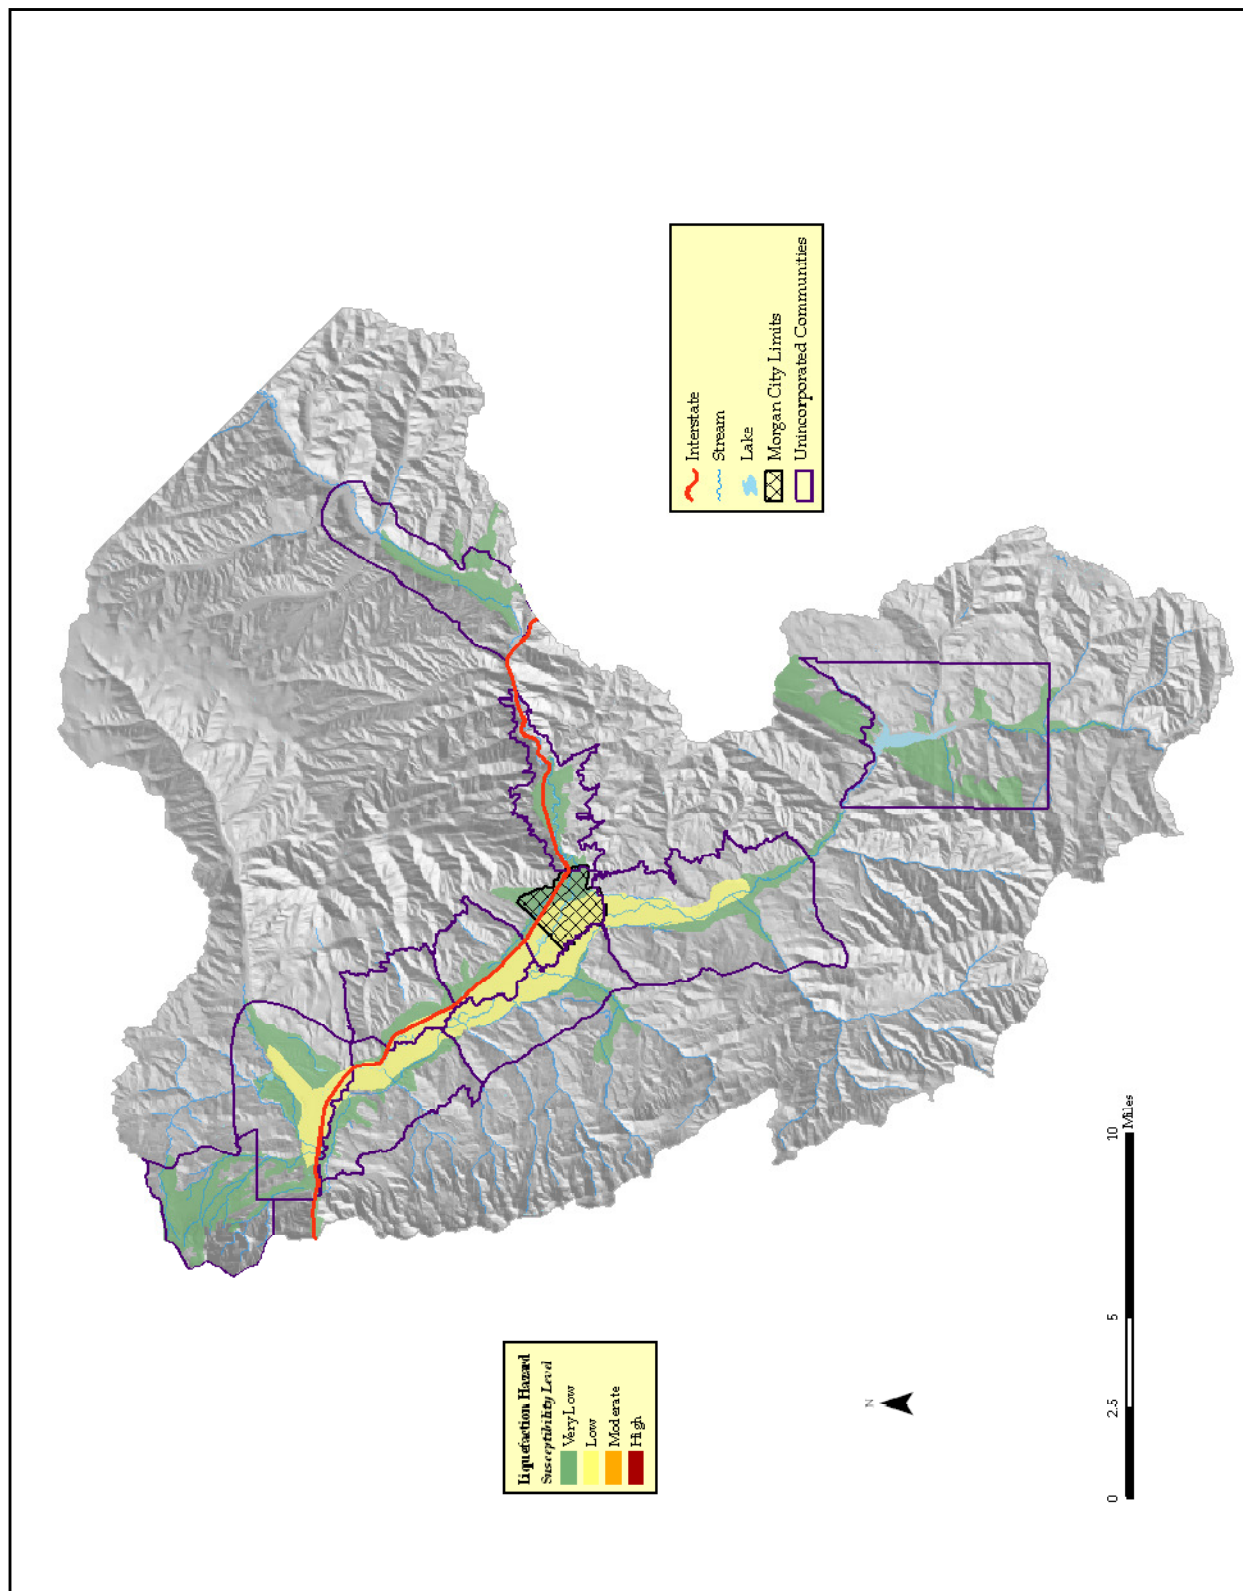 Interstate
Stream
Lake
Morgan City Limits
Unincorporated Communities
Liquefaction Hazard
Susceptibility Level
Very Low
Low
Moderate
High
N
0 2.5 5 10
Miles